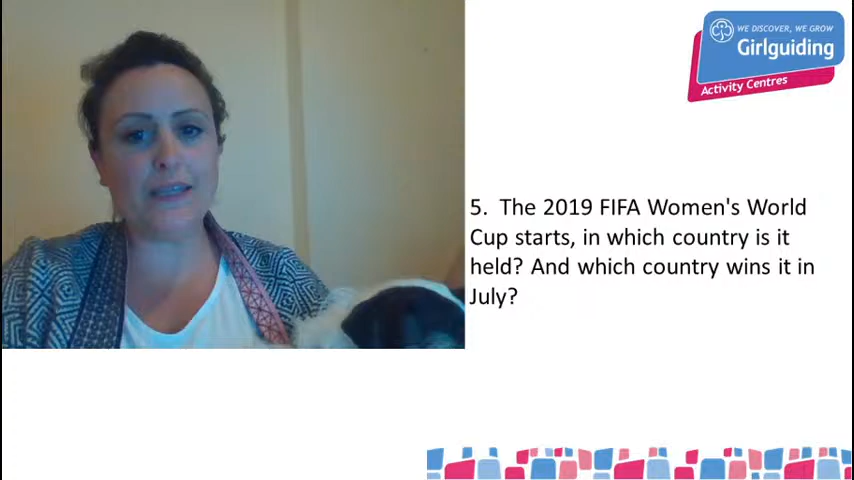 WE DISCOVER, WE GROW
Girlguiding
Activity Centres
5. The 2019 FIFA Women's World
Cup starts, in which country is it
held? And which country wins it in
July?